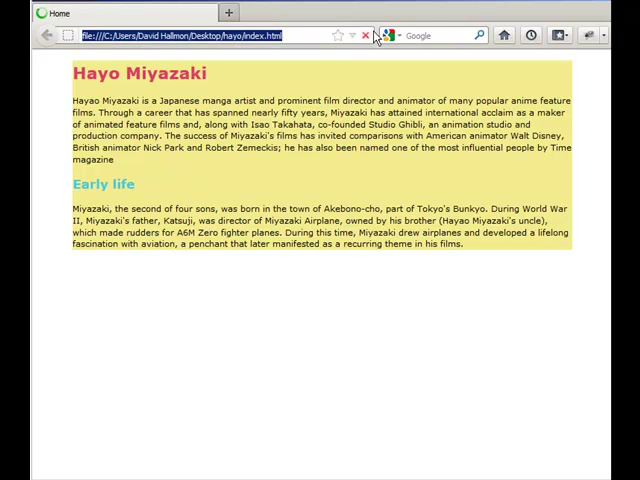 Home
file:///C:/Users/David Hallmon/Desktop/hayo/index.html
Google
Hayo Miyazaki
Hayao Miyazaki is a Japanese manga artist and prominent film director and animator of many popular anime feature
films. Through a career that has spanned nearly fifty years, Miyazaki has attained international acclaim as a maker
of animated feature films and, along with Isao Takahata, co-founded Studio Ghibli, an animation studio and
production company. The success of Miyazaki's films has invited comparisons with American animator Walt Disney,
British animator Nick Park and Robert Zemeckis; he has also been named one of the most influential people by Time
magazine
Early life
Miyazaki, the second of four sons, was born in the town of Akebono-cho, part of Tokyo's Bunkyo. During World War
II, Miyazaki's father, Katsuji, was director of Miyazaki Airplane, owned by his brother (Hayao Miyazaki's uncle),
which made rudders for A6M Zero fighter planes. During this time, Miyazaki drew airplanes and developed a lifelong
fascination with aviation, a penchant that later manifested as a recurring theme in his films.